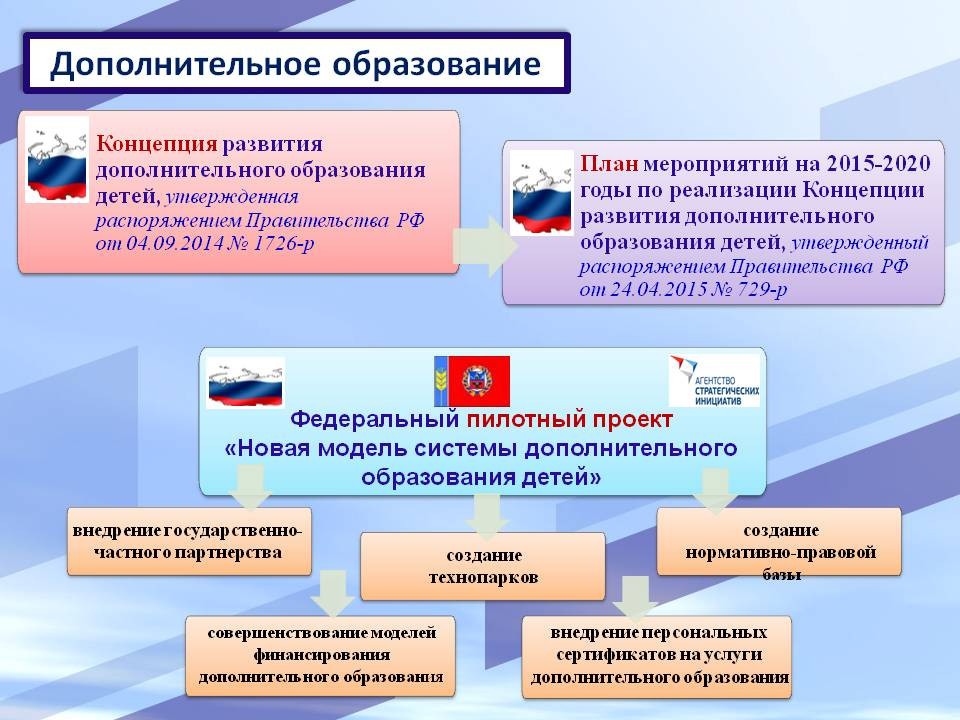 Дополнительное образование
Концепция развития
дополнительного образования
детей, утвержденная
распоряжением Правительства РФ
от 04.09.2014 № 1726-р
План мероприятий на 2015-2020
годы по реализации Концепции
развития дополнительного
образования детей, утвержденный
распоряжением Правительства РФ
от 24.04.2015 № 729-р
АГЕНТСТВО
СТРАТЕГИЧЕСКИХ
ИНИЦИАТИВ
Федеральный пилотный проект
«Новая модель системы дополнительного
образования детей»
внедрение государственно-
частного партнерства
создание
технопарков
создание
нормативно-правовой
базы
совершенствование моделей
финансирования
дополнительного образования
внедрение персональных
сертификатов на услуги
дополнительного образования